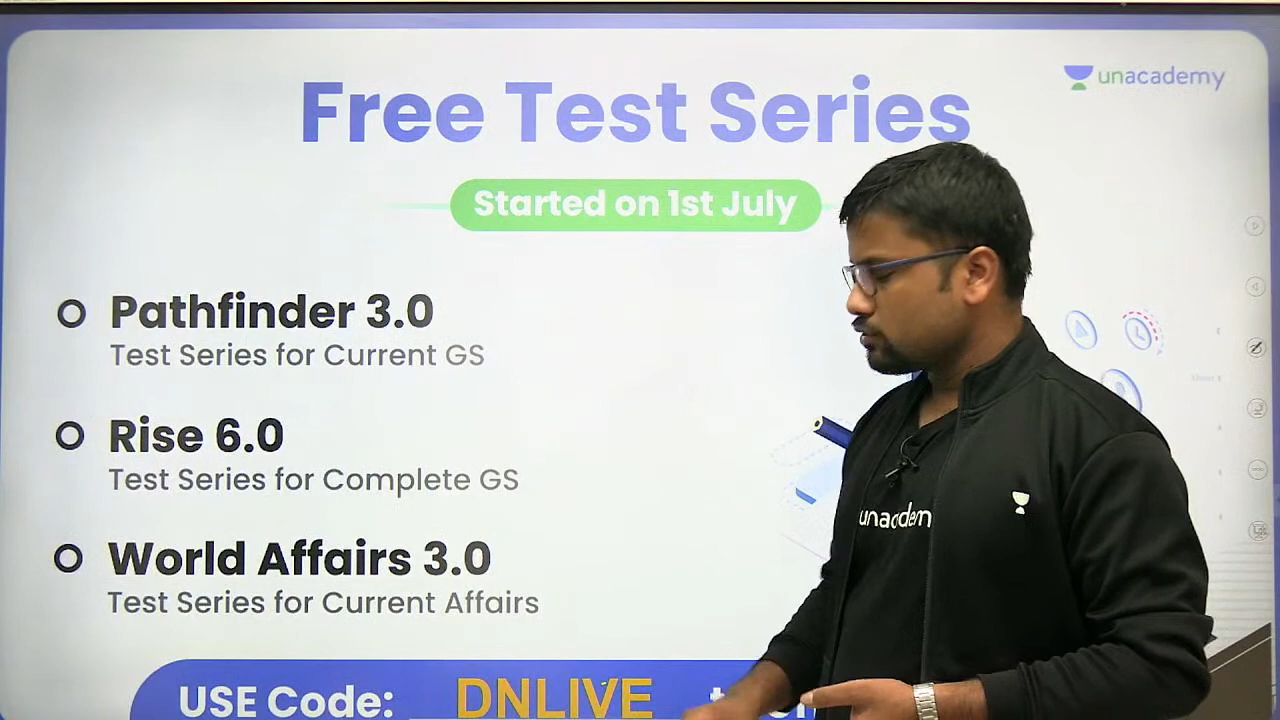 Free Test Series
unacademy
Started on 1st July
Pathfinder 3.0
Test Series for Current GS
Rise 6.0
Test Series for Complete GS
World Affairs 3.0
Test Series for Current Affairs
unacadem
USE Code: DNLIVE